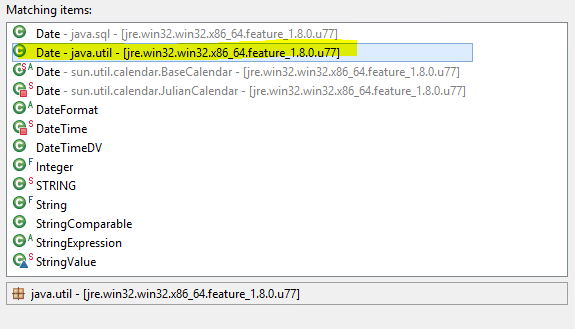 Matching items:
Date - java.sql - [jre.win32.win32.x86_64.feature_1.8.0.u77]
Date - java.util - [jre.win32.win32.x86_64.feature_1.8.0.u77]
Date - sun.util.calendar.BaseCalendar - [jre.win32.win32.x86_64.feature_1.8.0.u77]
Date - sun.util.calendar.JulianCalendar - [jre.win32.win32.x86_64.feature_1.8.0.u77]
DateFormat
DateTime
DateTimeDV
Integer
STRING
String
StringComparable
StringExpression
StringValue
java.util - [jre.win32.win32.x86_64.feature_1.8.0.u77]